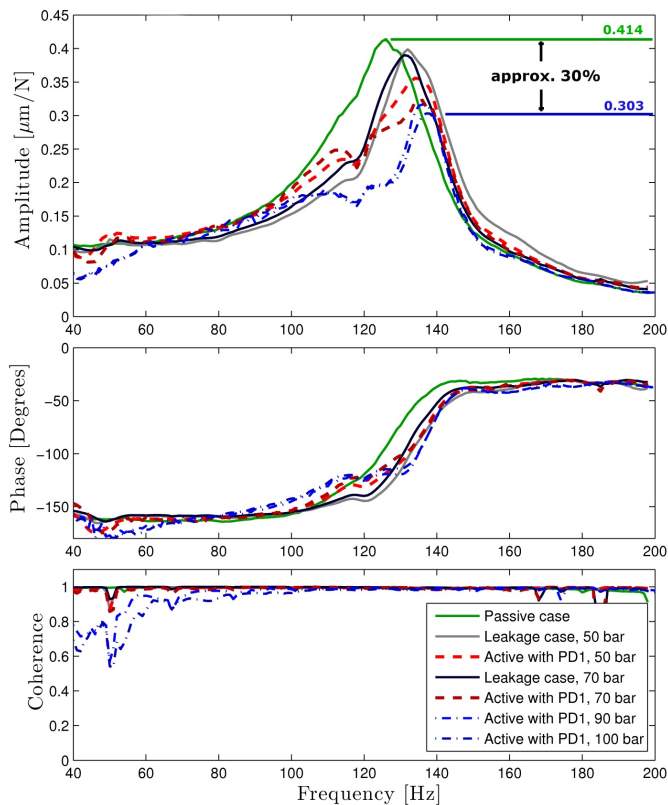 0.45
0.4
0.35
0.3
0.25
0.2
0.15
0.1
0.05
0
Amplitude [μm/N]
0.414
approx. 30%
0.303
40 60 80 100 120 140 160 180 200
0
−50
−100
−150
Phase [Degrees]
40 60 80 100 120 140 160 180 200
1
0.8
0.6
0.4
0.2
0
Coherence
Passive case
Leakage case, 50 bar
Active with PD1, 50 bar
Leakage case, 70 bar
Active with PD1, 70 bar
Active with PD1, 90 bar
Active with PD1, 100 bar
40 60 80 100 120 140 160 180 200
Frequency [Hz]